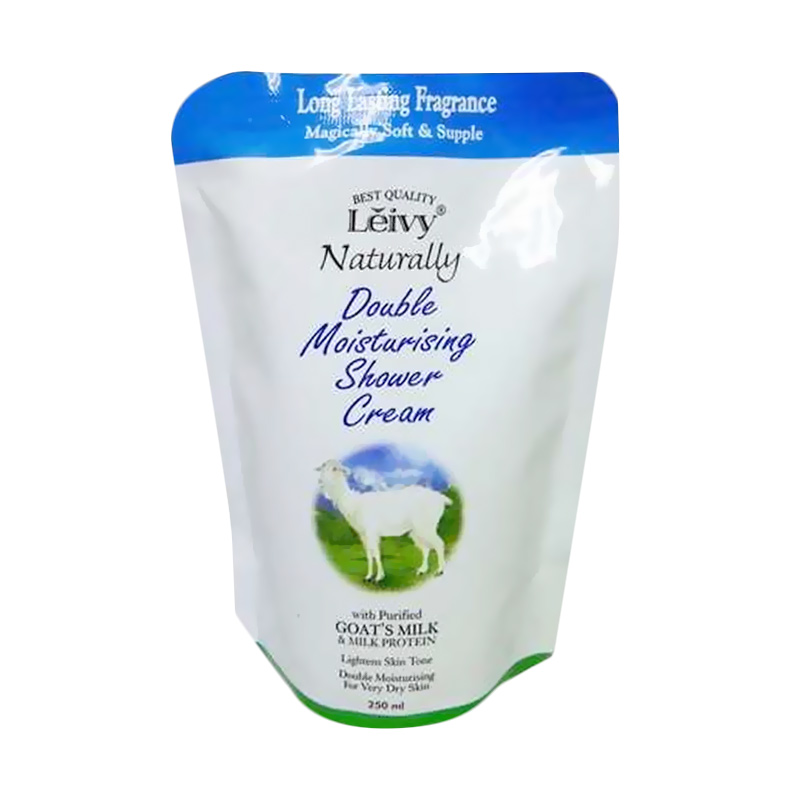 Long Lasting Fragrance
Magically Soft & Supple
BEST QUALITY
Lĕivy®
Naturally
Double
Moisturising
Shower
Cream
with Purified
GOAT'S MILK
& MILK PROTEIN
Lightens Skin Tone
Double Moisturising
For Very Dry Skin
250 ml